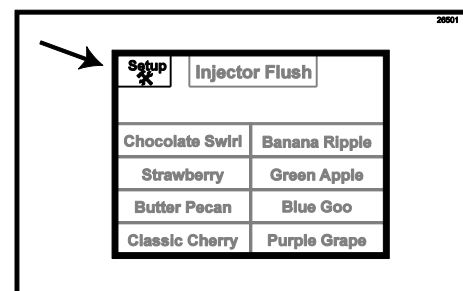 26501
Setup Injector Flush
Chocolate Swirl Banana Ripple
Strawberry Green Apple
Butter Pecan Blue Goo
Classic Cherry Purple Grape